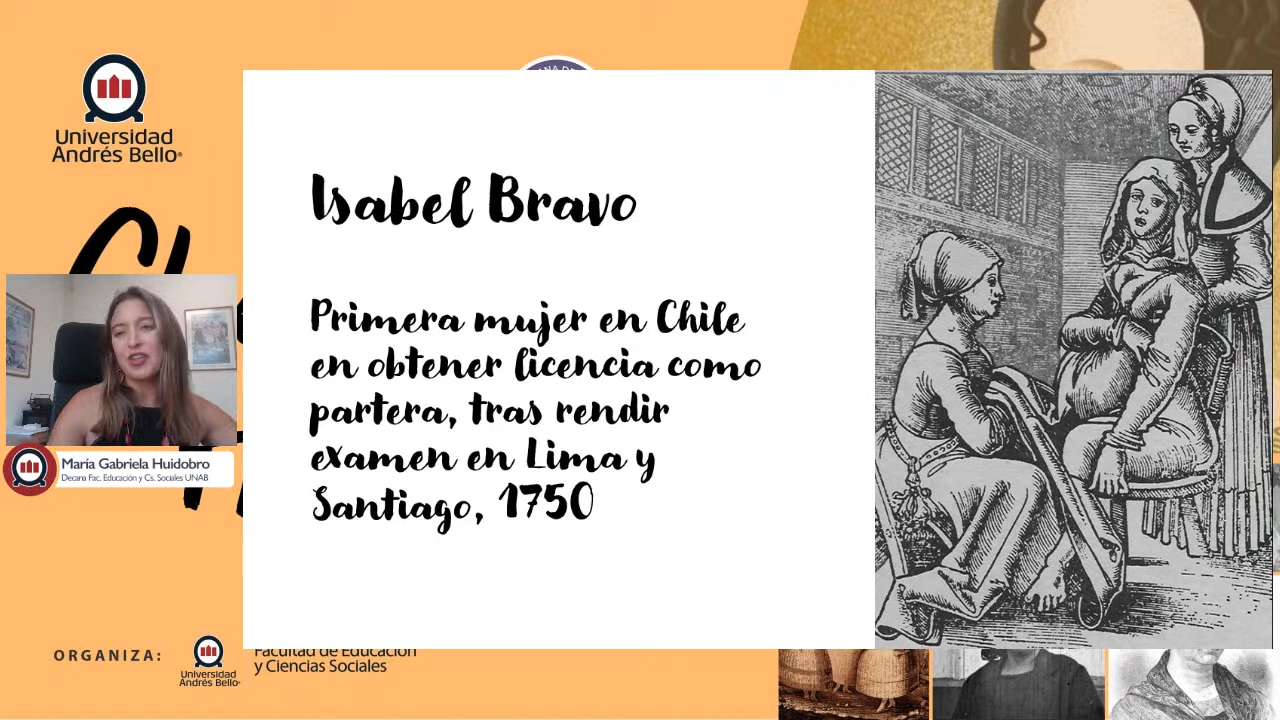 Universidad
Andrés Bello
Isabel Bravo
Primera mujer en Chile
en obtener licencia como
partera, tras rendir
examen en Lima y
Santiago, 1750
María Gabriela Huidobro
Decana Fac. Educación y Cs. Sociales UNAB
ORGANIZA:
Universidad
Andrés Bello
Facultad de Educación
y Ciencias Sociales